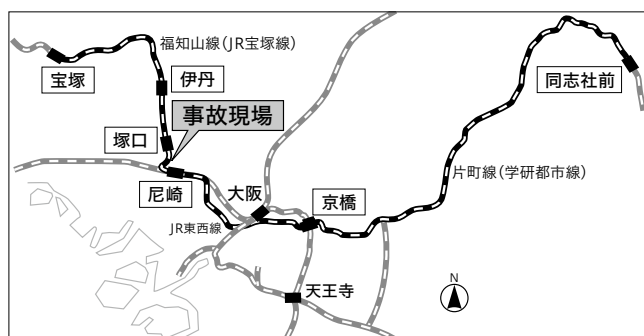 福知山線(JR宝塚線)
宝塚
伊丹
同志社前
事故現場
塚口
片町線(学研都市線)
尼崎
大阪
京橋
JR東西線
天王寺
N